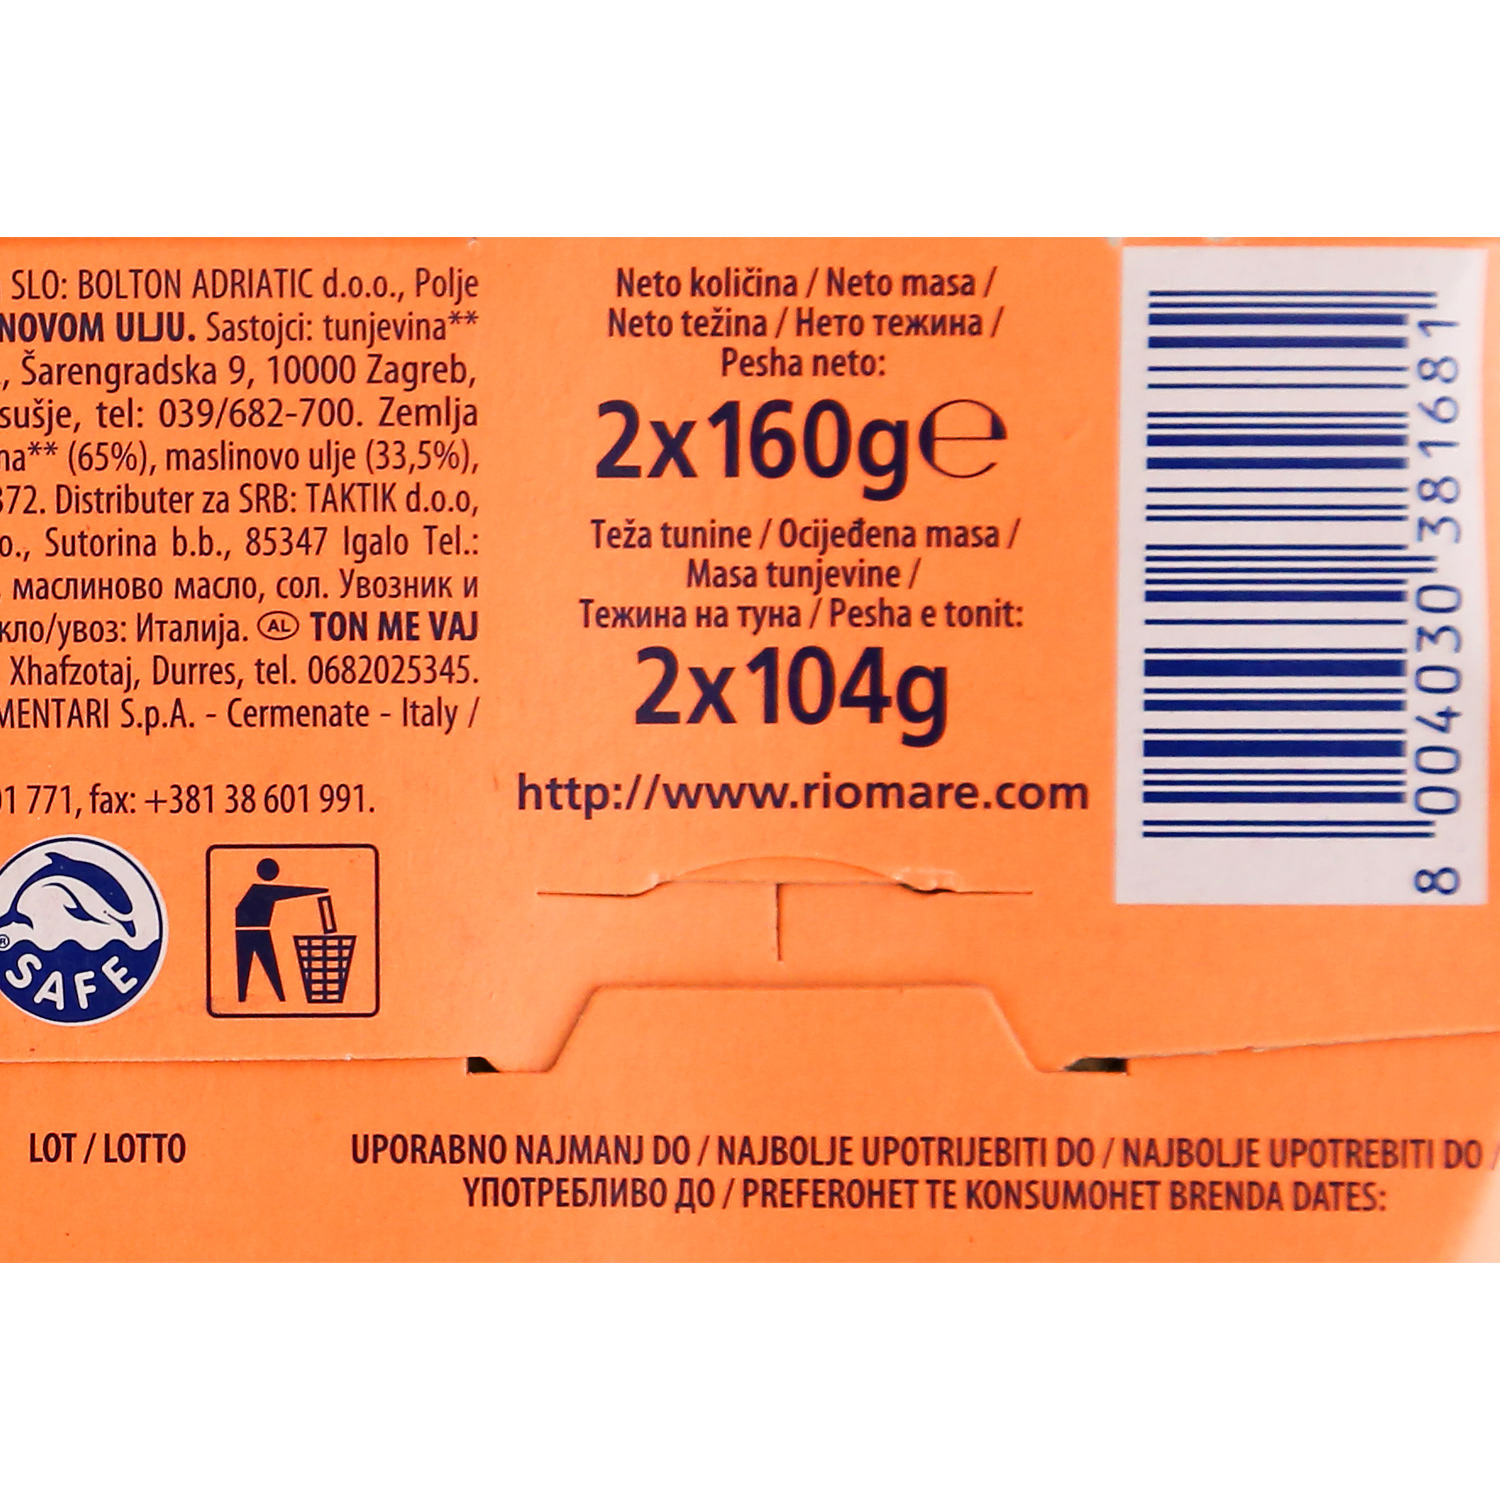 SLO: BOLTON ADRIATIC d.o.o., Polje
NOVOM ULJU. Sastojci: tunjevina**
., Šarengradska 9, 10000 Zagreb,
sušje, tel: 039/682-700. Zemlja
na** (65%), maslinovo ulje (33,5%),
372. Distributer za SRB: TAKTIK d.o.o,
o., Sutorina b.b., 85347 Igalo Tel.:
, маслиново масло, сол. Увозник и
кло/увоз: Италија. AL TON ME VAJ
Xhafzotaj, Durres, tel. 0682025345.
MENTARI S.p.A. - Cermenate - Italy /
01 771, fax: +381 38 601 991.
® SAFE
Neto količina / Neto masa /
Neto težina / Нето тежина /
Pesha neto:
2x160g℮
Teža tunine / Ocijeđena masa /
Masa tunjevine /
Тежина на туна / Pesha e tonit:
2x104g
http://www.riomare.com
8 004030 381681
LOT / LOTTO
UPORABNO NAJMANJ DO / NAJBOLJE UPOTRIJEBITI DO / NAJBOLJE UPOTREBITI DO /
YПОТРЕБЛИВО ДО / PREFEROHET TE KONSUMOHET BRENDA DATES: